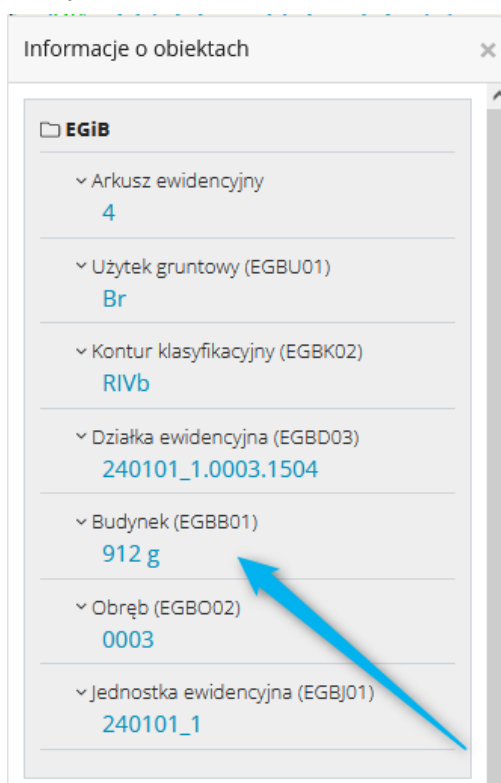 Informacje o obiektach
EGiB
Arkusz ewidencyjny
4
Użytek gruntowy (EGBU01)
Br
Kontur klasyfikacyjny (EGBK02)
RIVb
Działka ewidencyjna (EGBD03)
240101_1.0003.1504
Budynek (EGBB01)
912 g
Obręb (EGBO02)
0003
Jednostka ewidencyjna (EGBJ01)
240101_1